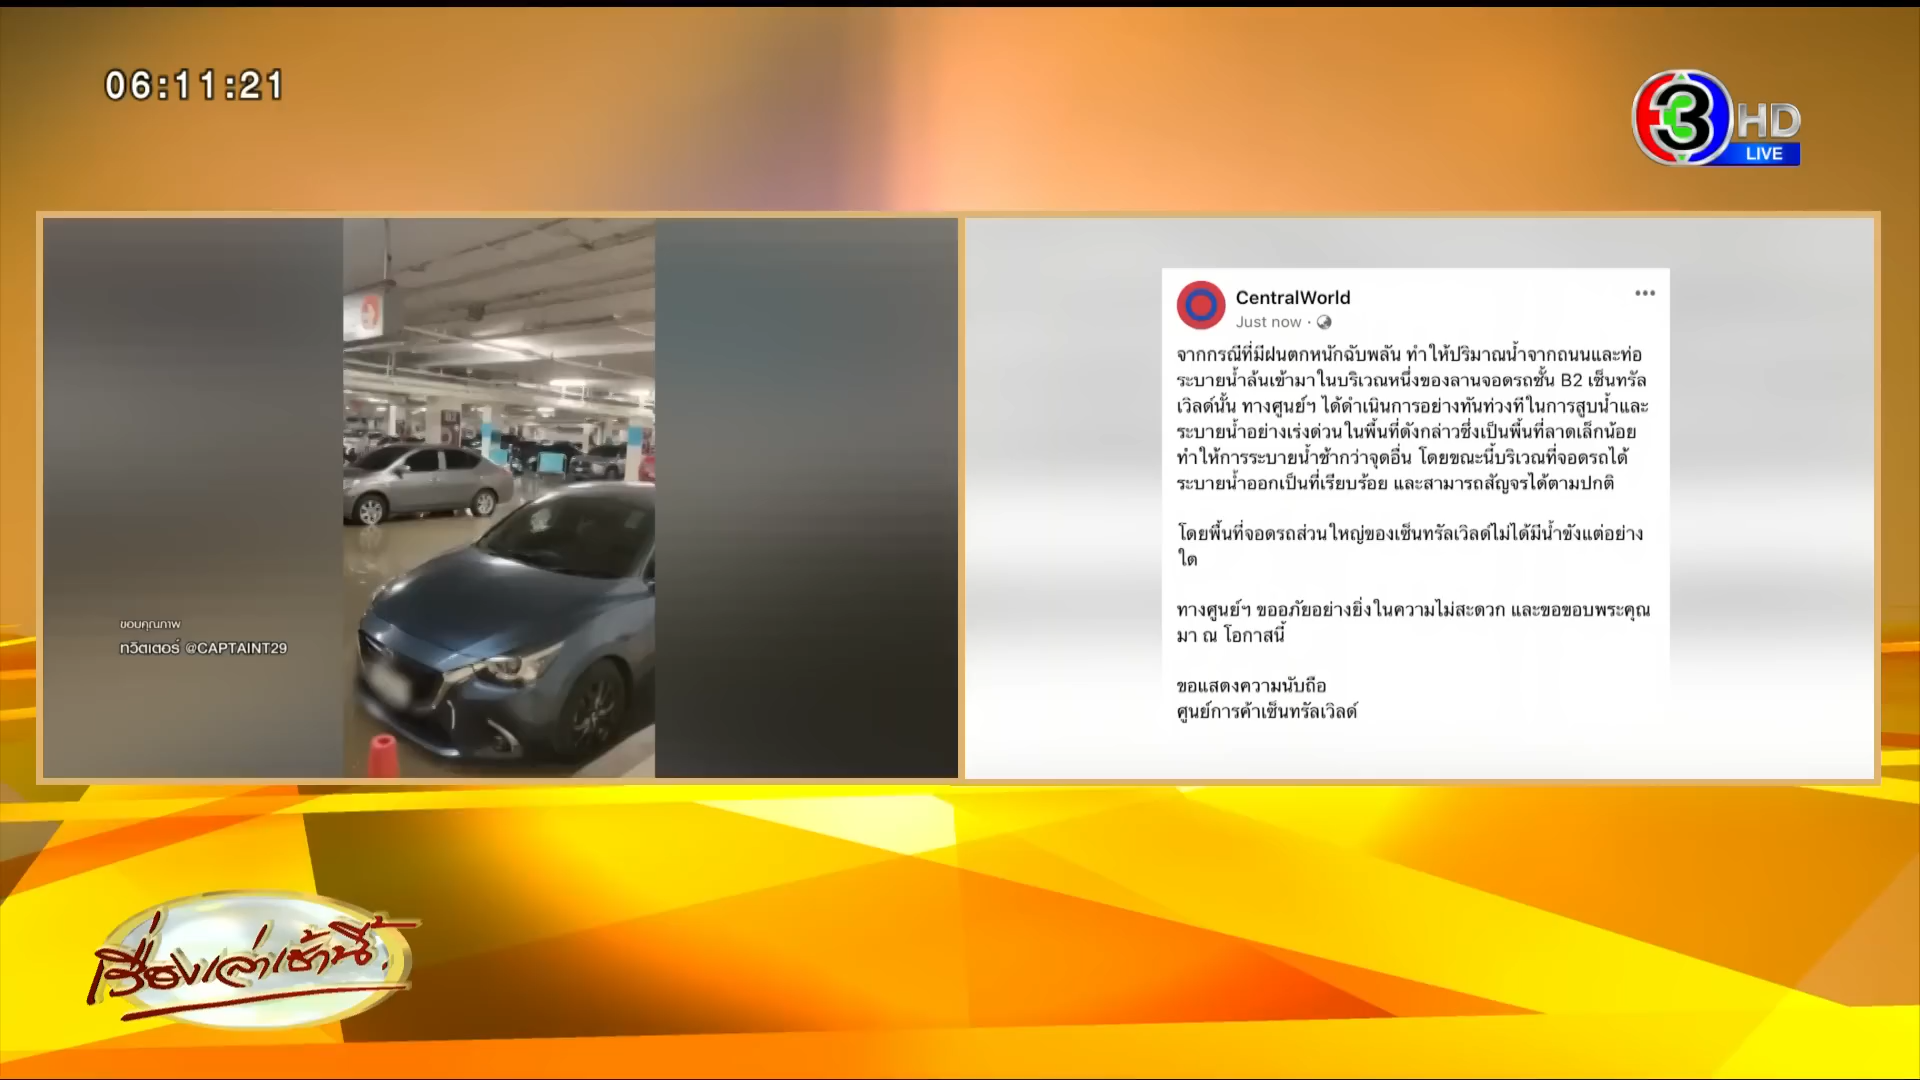 06:11:21
3 HD
LIVE
CentralWorld
Just now ·
จากกรณีที่มีฝนตกหนักฉับพลัน ทำให้ปริมาณน้ำจากถนนและท่อ
ระบายน้ำล้นเข้ามาในบริเวณหนึ่งของลานจอดรถชั้น B2 เซ็นทรัล
เวิลด์นั้น ทางศูนย์ฯ ได้ดำเนินการอย่างทันท่วงทีในการสูบน้ำและ
ระบายน้ำอย่างเร่งด่วนในพื้นที่ดังกล่าวซึ่งเป็นพื้นที่ลาดเล็กน้อย
ทำให้การระบายน้ำช้ากว่าจุดอื่น โดยขณะนี้บริเวณที่จอดรถได้
ระบายน้ำออกเป็นที่เรียบร้อย และสามารถสัญจรได้ตามปกติ
โดยพื้นที่จอดรถส่วนใหญ่ของเซ็นทรัลเวิลด์ไม่ได้มีน้ำขังแต่อย่าง
ใด
ทางศูนย์ฯ ขออภัยอย่างยิ่งในความไม่สะดวก และขอขอบพระคุณ
มา ณ โอกาสนี้
ขอแสดงความนับถือ
ศูนย์การค้าเซ็นทรัลเวิลด์
ขอบคุณภาพ
ทวิตเตอร์ @CAPTAINT29
เรื่องเล่าเช้านี้